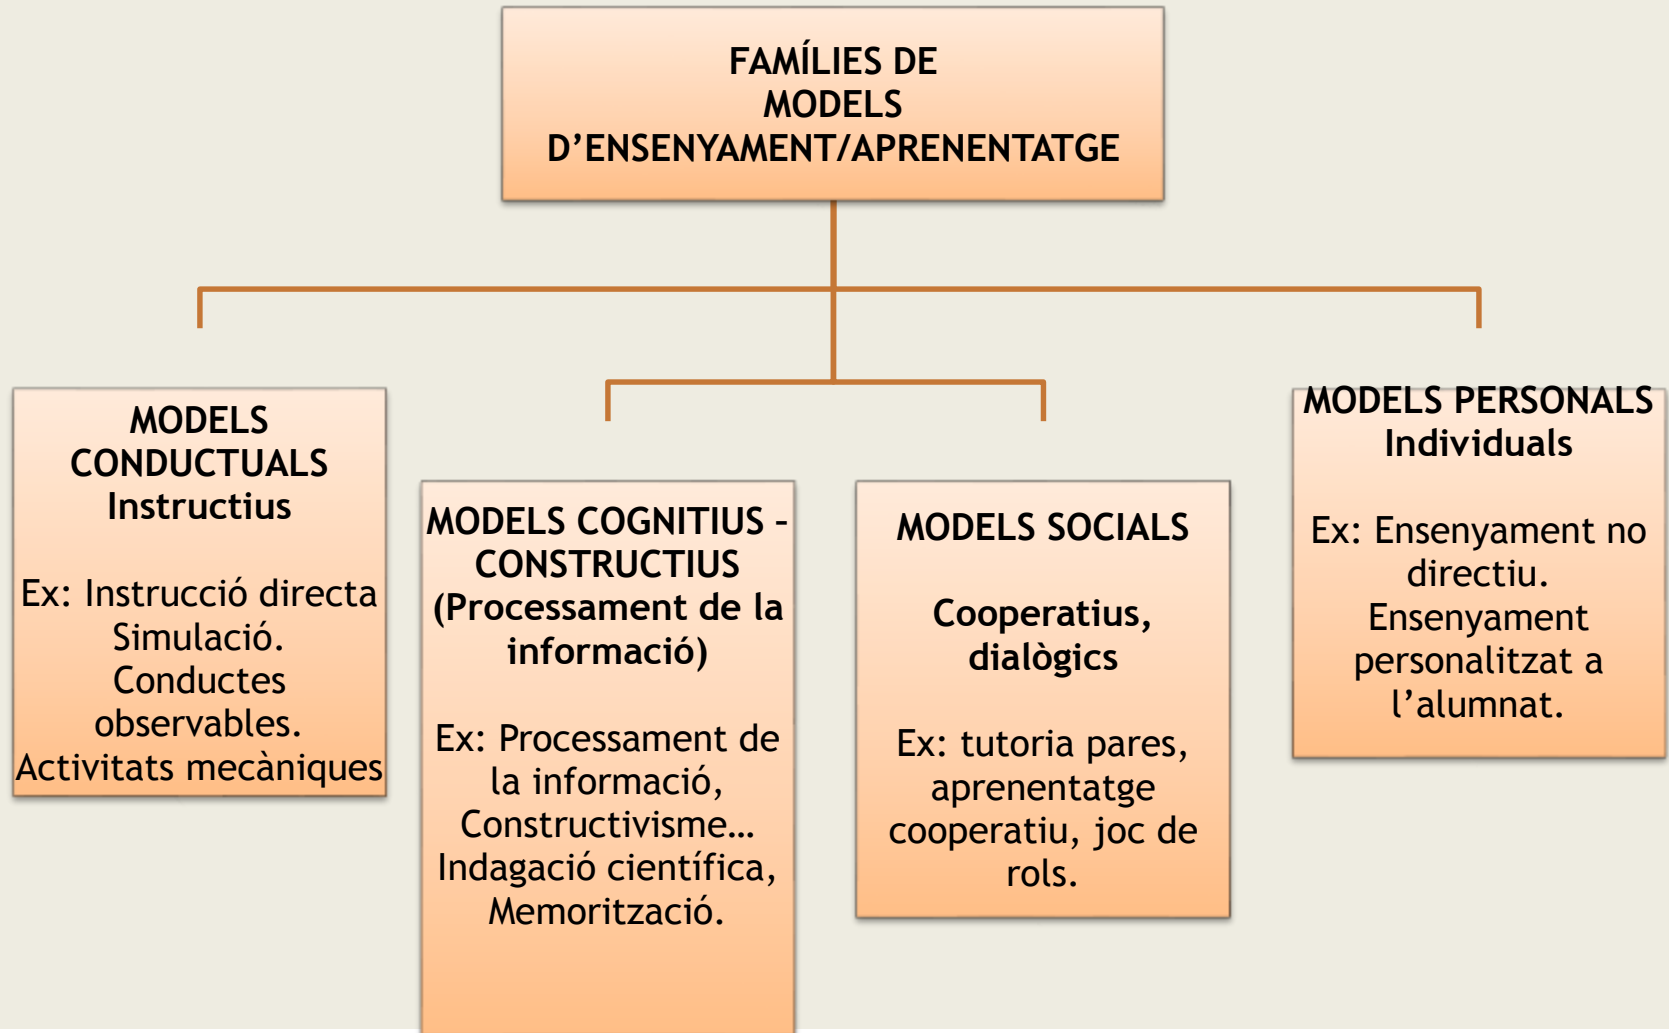 FAMÍLIES DE
MODELS
D’ENSENYAMENT/APRENENTATGE
MODELS
CONDUCTUALS
Instructius
Ex: Instrucció directa
Simulació.
Conductes
observables.
Activitats mecàniques
MODELS COGNITIUS –
CONSTRUCTIUS
(Processament de la
informació)
Ex: Processament de
la informació,
Constructivisme…
Indagació científica,
Memorització.
MODELS SOCIALS
Cooperatius,
dialògics
Ex: tutoria pares,
aprenentatge
cooperatiu, joc de
rols.
MODELS PERSONALS
Individuals
Ex: Ensenyament no
directiu.
Ensenyament
personalitzat a
l’alumnat.